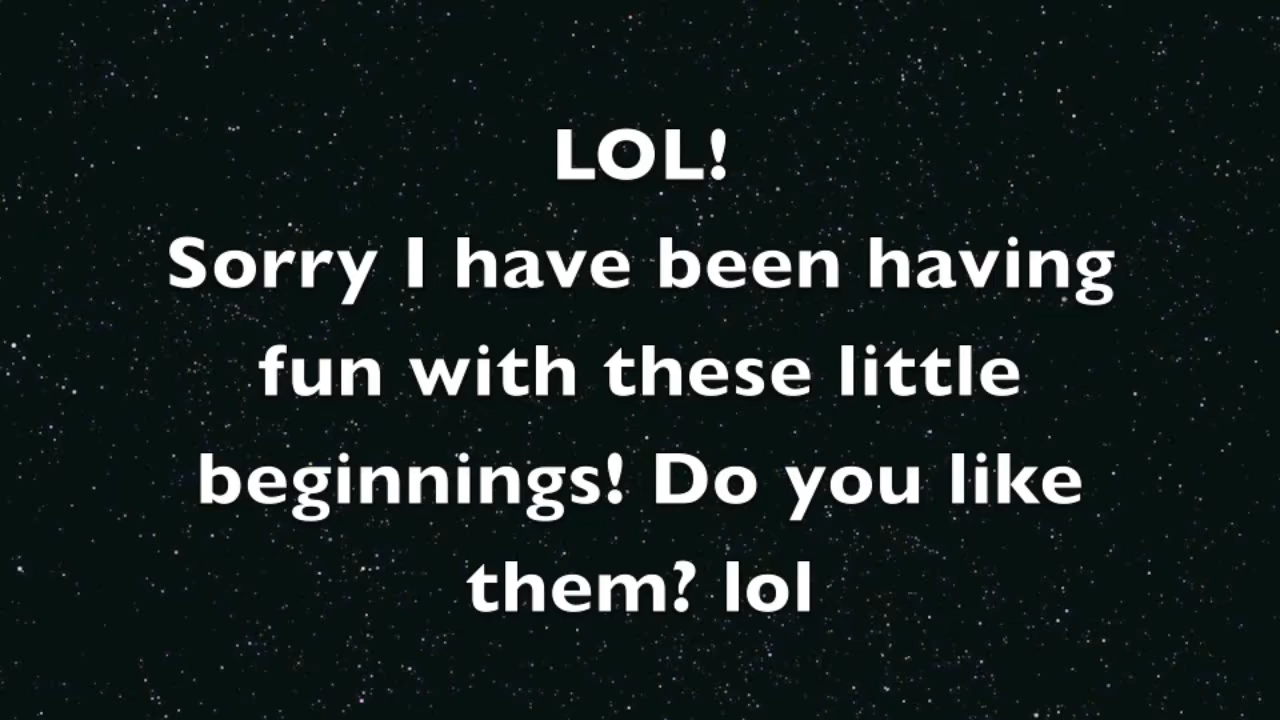 LOL!
Sorry I have been having
fun with these little
beginnings! Do you like
them? lol